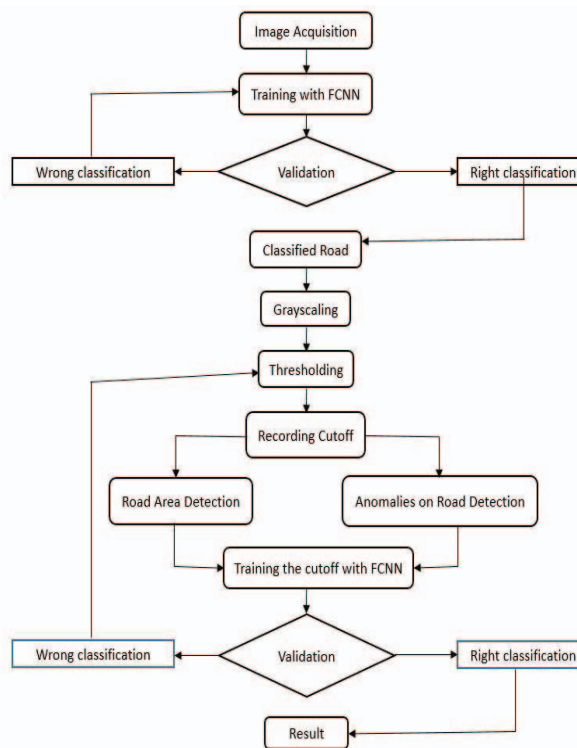 Image Acquisition
Training with FCNN
Wrong classification
Validation
Right classification
Classified Road
Grayscaling
Thresholding
Recording Cutoff
Road Area Detection
Anomalies on Road Detection
Training the cutoff with FCNN
Wrong classification
Validation
Right classification
Result